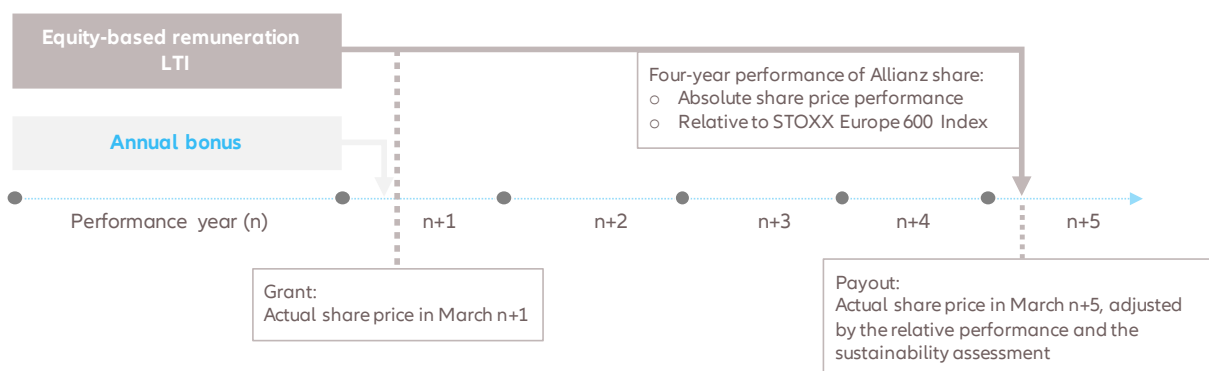 Equity-based remuneration
LTI
Four-year performance of Allianz share:
o Absolute share price performance
o Relative to STOXX Europe 600 Index
Annual bonus
Performance year (n)
n+1
n+2
n+3
n+4
n+5
Grant:
Actual share price in March n+1
Payout:
Actual share price in March n+5, adjusted
by the relative performance and the
sustainability assessment